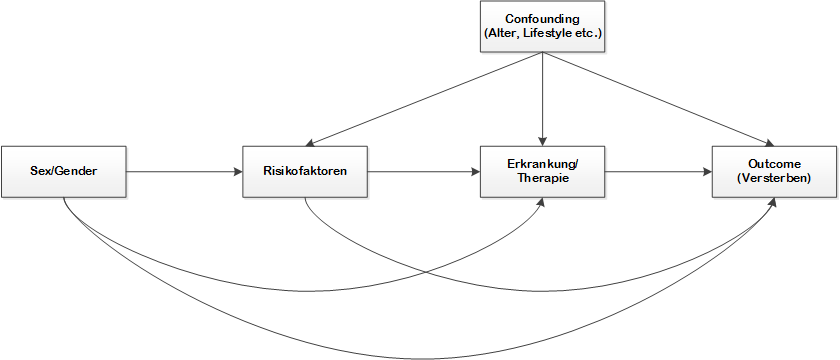 Confounding
(Alter, Lifestyle etc.)
Sex/Gender
Risikofaktoren
Erkrankung/
Therapie
Outcome
(Versterben)